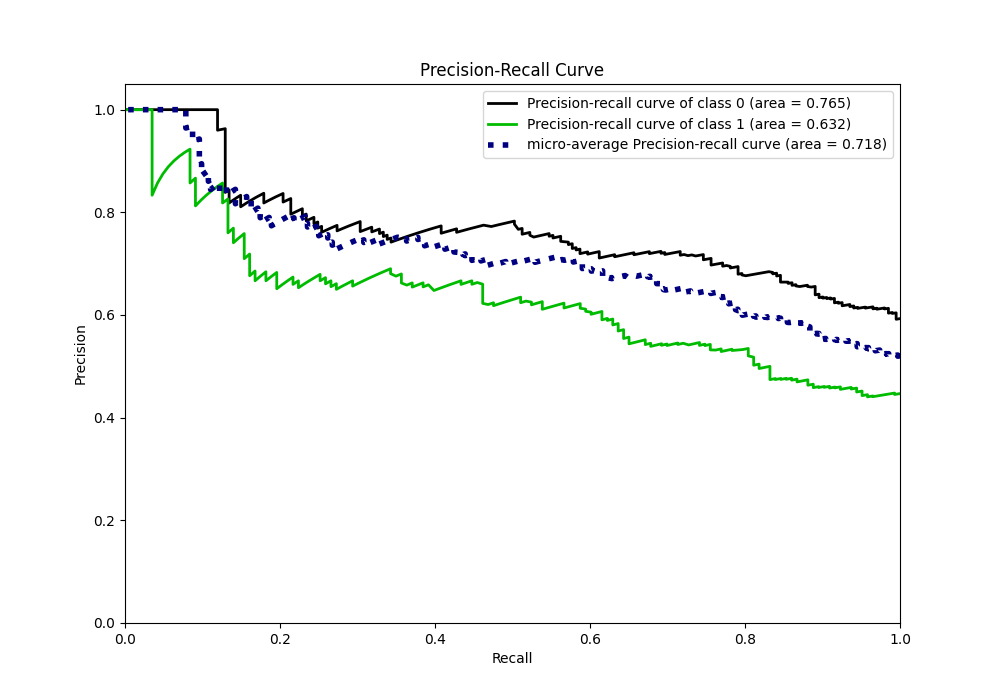 Precision-Recall Curve
Precision-recall curve of class 0 (area = 0.765)
Precision-recall curve of class 1 (area = 0.632)
micro-average Precision-recall curve (area = 0.718)
1.0
0.8
0.6
0.4
0.2
0.0
Precision
0.0 0.2 0.4 0.6 0.8 1.0
Recall